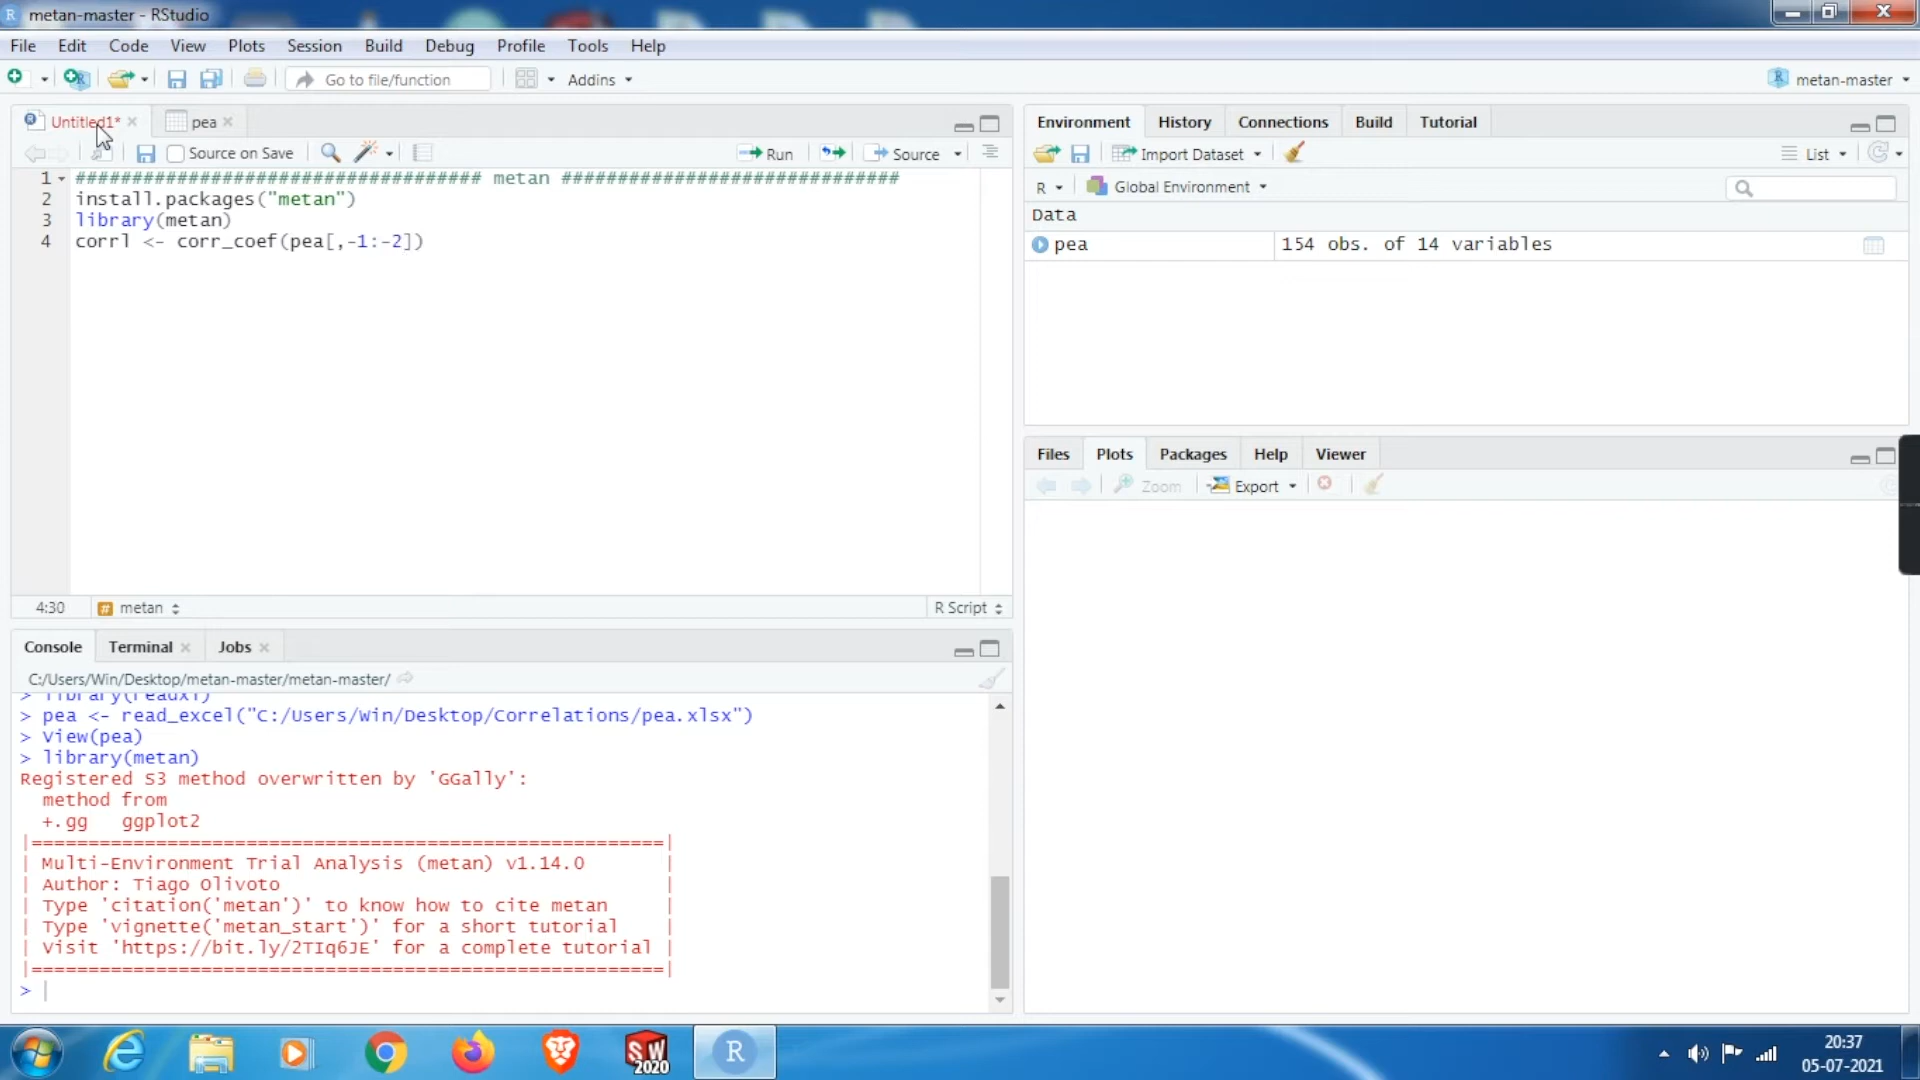 metan-master - RStudio
File Edit Code View Plots Session Build Debug Profile Tools Help
Go to file/function Addins metan-master
Untitled1* pea
Source on Save Run Source
1 #################################### metan ##############################
2 install.packages("metan")
3 library(metan)
4 corrl <- corr_coef(pea[,-1:-2])
4:30 metan R Script
Console Terminal Jobs
C:/Users/Win/Desktop/metan-master/metan-master/
> library(readxl)
> pea <- read_excel("C:/Users/Win/Desktop/Correlations/pea.xlsx")
> View(pea)
> library(metan)
Registered S3 method overwritten by 'GGally':
method from
+.gg ggplot2
|========================================================|
| Multi-Environment Trial Analysis (metan) v1.14.0 |
| Author: Tiago Olivoto |
| Type 'citation('metan')' to know how to cite metan |
| Type 'vignette('metan_start')' for a short tutorial |
| Visit 'https://bit.ly/2TIq6JE' for a complete tutorial |
|========================================================|
>
Environment History Connections Build Tutorial
Import Dataset List
R Global Environment
Data
pea 154 obs. of 14 variables
Files Plots Packages Help Viewer
Zoom Export
SW 2020
R
20:37
05-07-2021